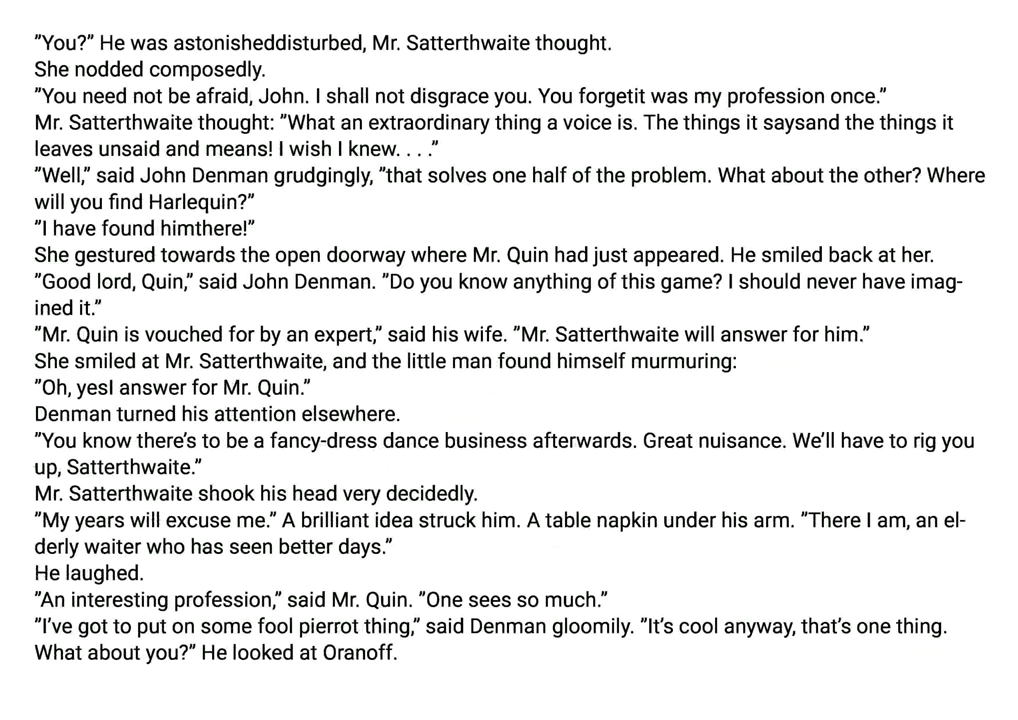 "You?" He was astonisheddisturbed, Mr. Satterthwaite thought.
She nodded composedly.
"You need not be afraid, John. I shall not disgrace you. You forgetit was my profession once."
Mr. Satterthwaite thought: "What an extraordinary thing a voice is. The things it saysand the things it
leaves unsaid and means! I wish I knew. . . ."
"Well," said John Denman grudgingly, "that solves one half of the problem. What about the other? Where
will you find Harlequin?"
"I have found himthere!"
She gestured towards the open doorway where Mr. Quin had just appeared. He smiled back at her.
"Good lord, Quin," said John Denman. "Do you know anything of this game? I should never have imag-
ined it."
"Mr. Quin is vouched for by an expert," said his wife. "Mr. Satterthwaite will answer for him."
She smiled at Mr. Satterthwaite, and the little man found himself murmuring:
"Oh, yesI answer for Mr. Quin."
Denman turned his attention elsewhere.
"You know there's to be a fancy-dress dance business afterwards. Great nuisance. We'll have to rig you
up, Satterthwaite."
Mr. Satterthwaite shook his head very decidedly.
"My years will excuse me." A brilliant idea struck him. A table napkin under his arm. "There I am, an el-
derly waiter who has seen better days."
He laughed.
"An interesting profession," said Mr. Quin. "One sees so much."
"I've got to put on some fool pierrot thing," said Denman gloomily. "It's cool anyway, that's one thing.
What about you?" He looked at Oranoff.